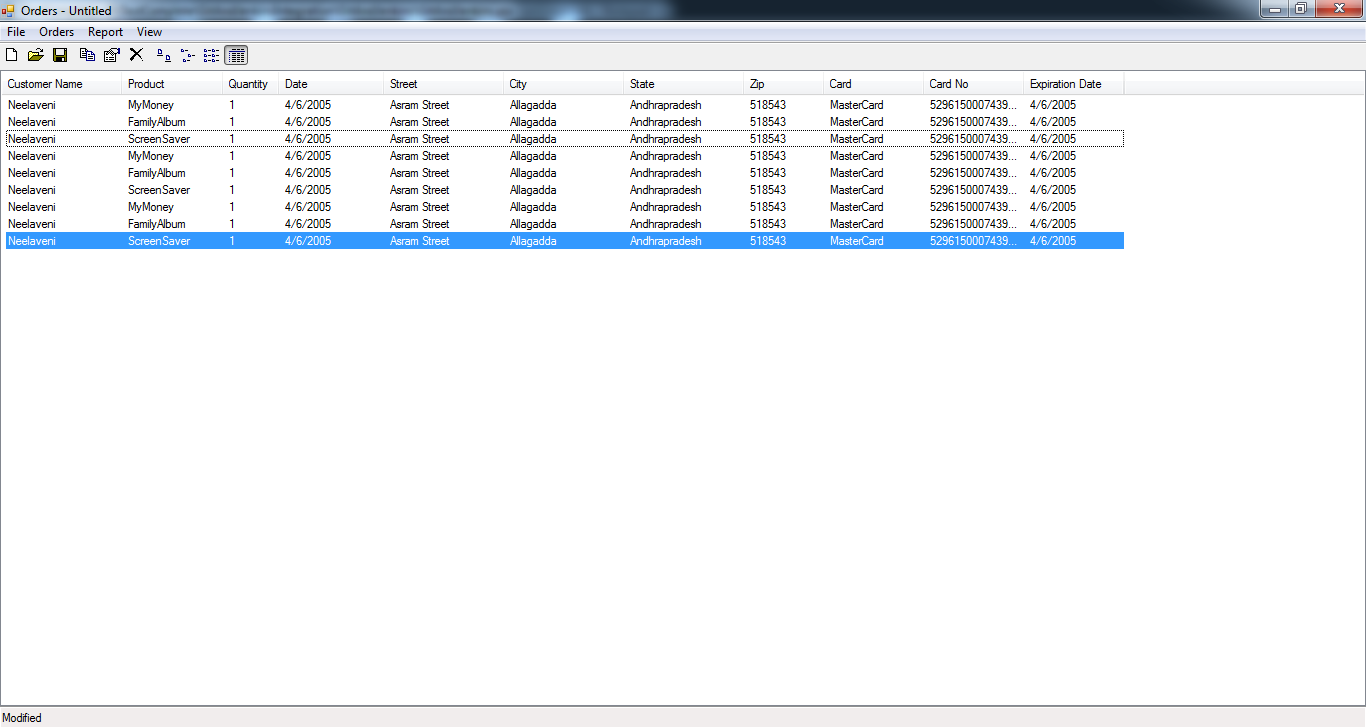 Orders - Untitled
File Orders Report View
Customer Name Product Quantity Date Street City State Zip Card Card No Expiration Date
Neelaveni MyMoney 1 4/6/2005 Asram Street Allagadda Andhrapradesh 518543 MasterCard 5296150007439... 4/6/2005
Neelaveni FamilyAlbum 1 4/6/2005 Asram Street Allagadda Andhrapradesh 518543 MasterCard 5296150007439... 4/6/2005
Neelaveni ScreenSaver 1 4/6/2005 Asram Street Allagadda Andhrapradesh 518543 MasterCard 5296150007439... 4/6/2005
Neelaveni MyMoney 1 4/6/2005 Asram Street Allagadda Andhrapradesh 518543 MasterCard 5296150007439... 4/6/2005
Neelaveni FamilyAlbum 1 4/6/2005 Asram Street Allagadda Andhrapradesh 518543 MasterCard 5296150007439... 4/6/2005
Neelaveni ScreenSaver 1 4/6/2005 Asram Street Allagadda Andhrapradesh 518543 MasterCard 5296150007439... 4/6/2005
Neelaveni MyMoney 1 4/6/2005 Asram Street Allagadda Andhrapradesh 518543 MasterCard 5296150007439... 4/6/2005
Neelaveni FamilyAlbum 1 4/6/2005 Asram Street Allagadda Andhrapradesh 518543 MasterCard 5296150007439... 4/6/2005
Neelaveni ScreenSaver 1 4/6/2005 Asram Street Allagadda Andhrapradesh 518543 MasterCard 5296150007439... 4/6/2005
Modified